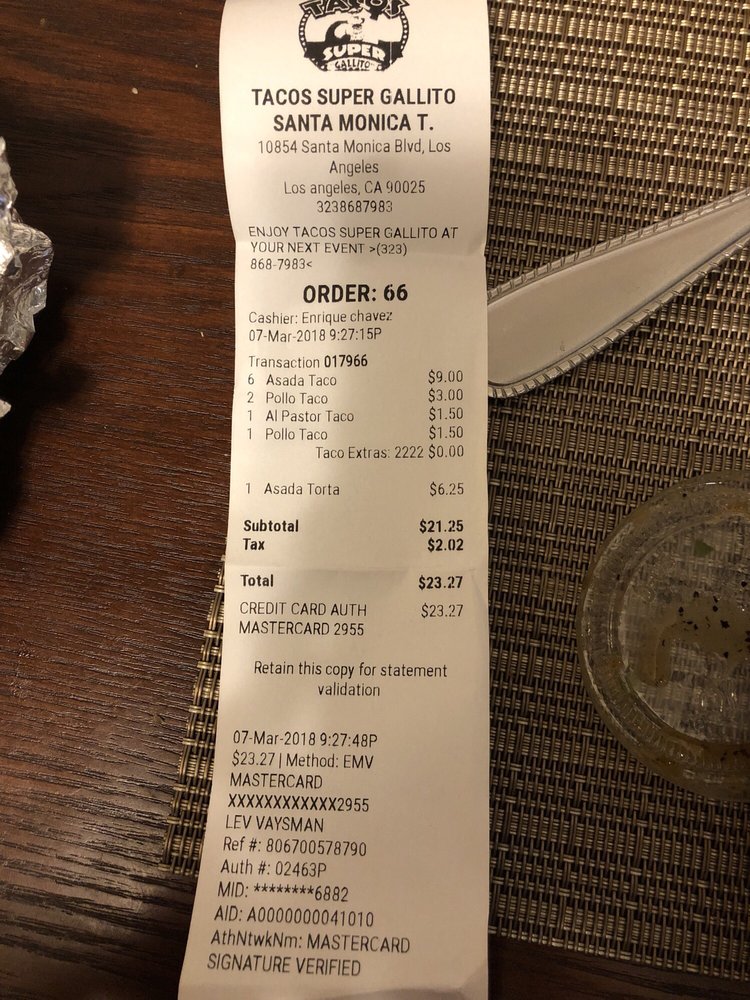 TACOS
SUPER
GALLITO
TACOS SUPER GALLITO
SANTA MONICA T.
10854 Santa Monica Blvd, Los
Angeles
Los angeles, CA 90025
3238687983
ENJOY TACOS SUPER GALLITO AT
YOUR NEXT EVENT >(323)
868-7983<
ORDER: 66
Cashier: Enrique chavez
07-Mar-2018 9:27:15P
Transaction 017966
6 Asada Taco $9.00
2 Pollo Taco $3.00
1 Al Pastor Taco $1.50
1 Pollo Taco $1.50
Taco Extras: 2222 $0.00
1 Asada Torta $6.25
Subtotal $21.25
Tax $2.02
Total $23.27
CREDIT CARD AUTH $23.27
MASTERCARD 2955
Retain this copy for statement
validation
07-Mar-2018 9:27:48P
$23.27 | Method: EMV
MASTERCARD
XXXXXXXXXXXX2955
LEV VAYSMAN
Ref #: 806700578790
Auth #: 02463P
MID: ********6882
AID: A0000000041010
AthNtwkNm: MASTERCARD
SIGNATURE VERIFIED